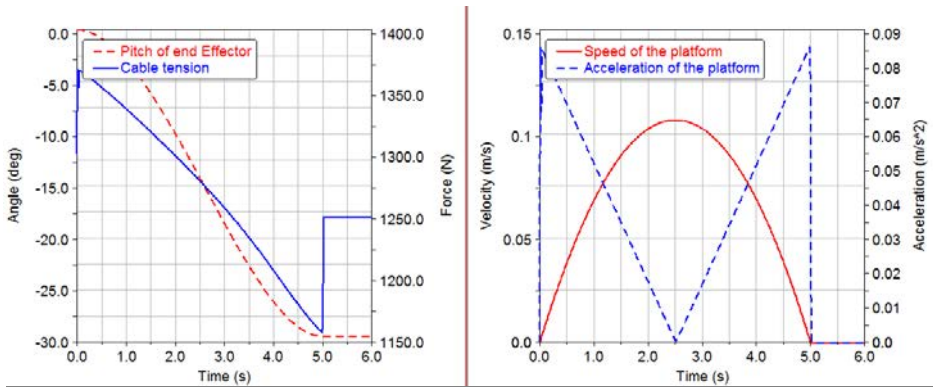 0.0
-5.0
-10.0
-15.0
-20.0
-25.0
-30.0
Angle (deg)
Pitch of end Effector
Cable tension
1400.0
1350.0
1300.0
1250.0
1200.0
1150.0
Force (N)
0.0 1.0 2.0 3.0 4.0 5.0 6.0
Time (s)
0.15
0.1
0.05
0.0
Velocity (m/s)
Speed of the platform
Acceleration of the platform
0.09
0.08
0.07
0.06
0.05
0.04
0.03
0.02
0.01
0.0
Acceleration (m/s^2)
0.0 1.0 2.0 3.0 4.0 5.0 6.0
Time (s)